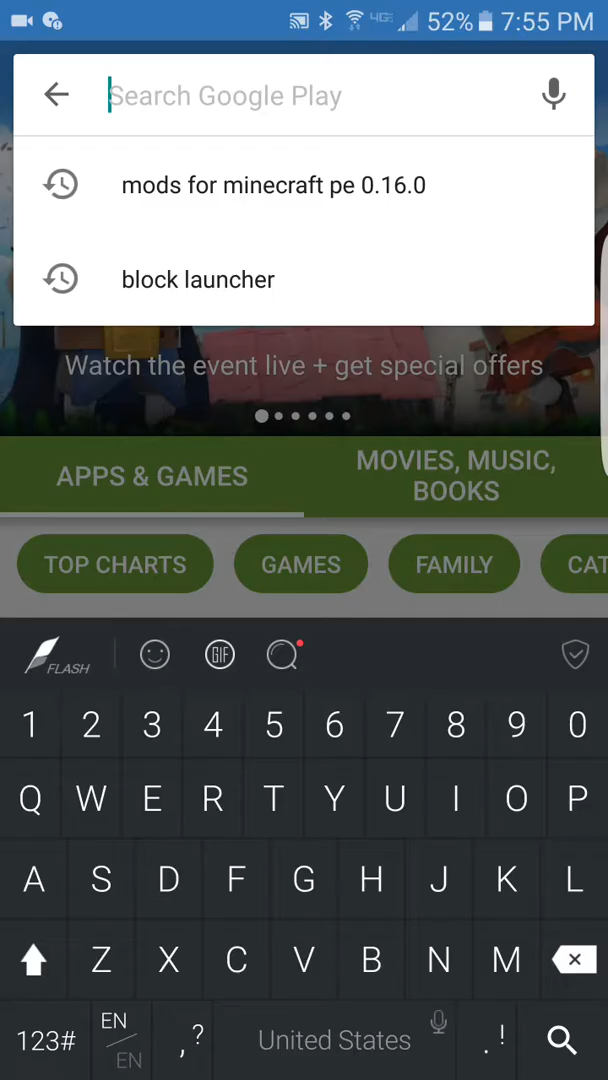 4G 52% 7:55 PM
Search Google Play
mods for minecraft pe 0.16.0
block launcher
Watch the event live + get special offers
APPS & GAMES
MOVIES, MUSIC,
BOOKS
TOP CHARTS GAMES FAMILY CAT
FLASH GIF
1 2 3 4 5 6 7 8 9 0
Q W E R T Y U I O P
A S D F G H J K L
Z X C V B N M
123# EN EN , ? United States . !